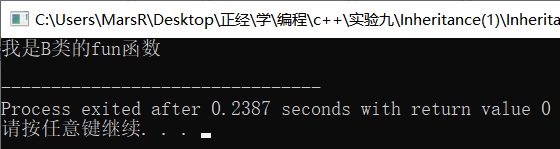 C:\Users\MarsR\Desktop\正经\学\编程\c++\实验九\Inheritance(1)\Inherita
我是B类的fun函数
--------------------------------
Process exited after 0.2387 seconds with return value 0
请按任意键继续. . .